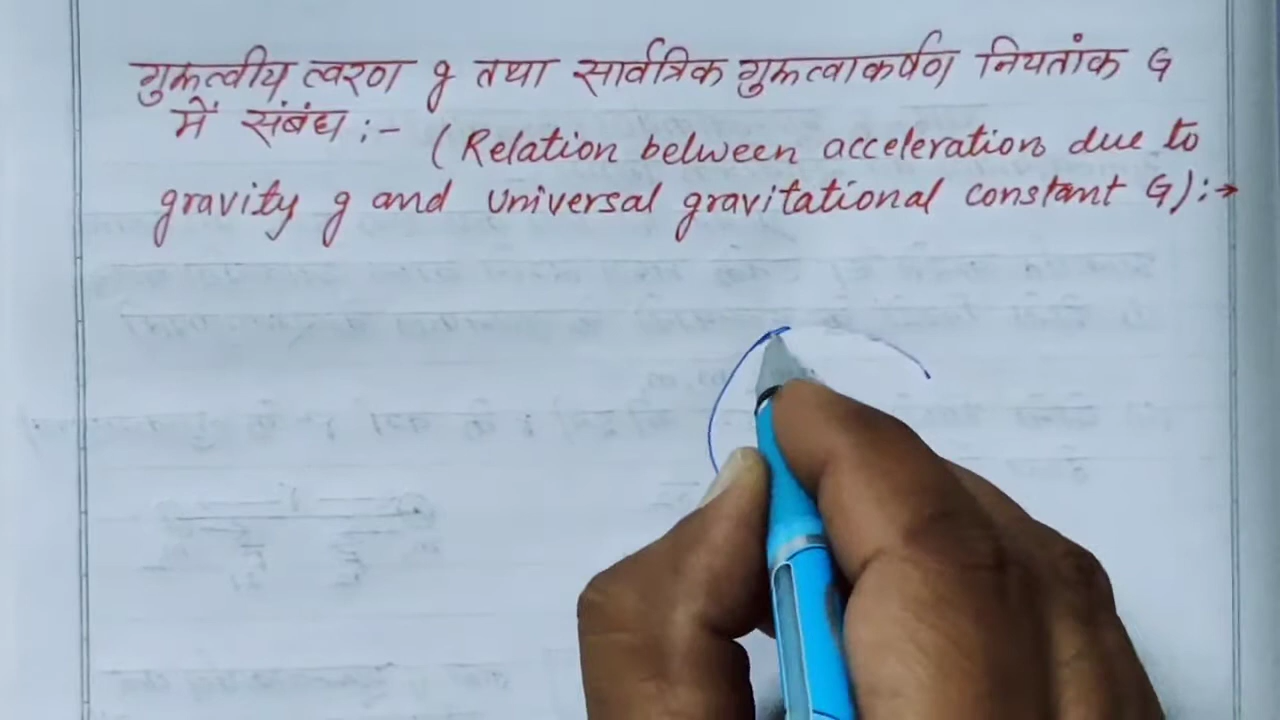 गुरुत्वीय त्वरण g तथा सार्वत्रिक गुरुत्वाकर्षण नियतांक G
में संबंध :-  (Relation between acceleration due to
gravity g and universal gravitational constant G) :→